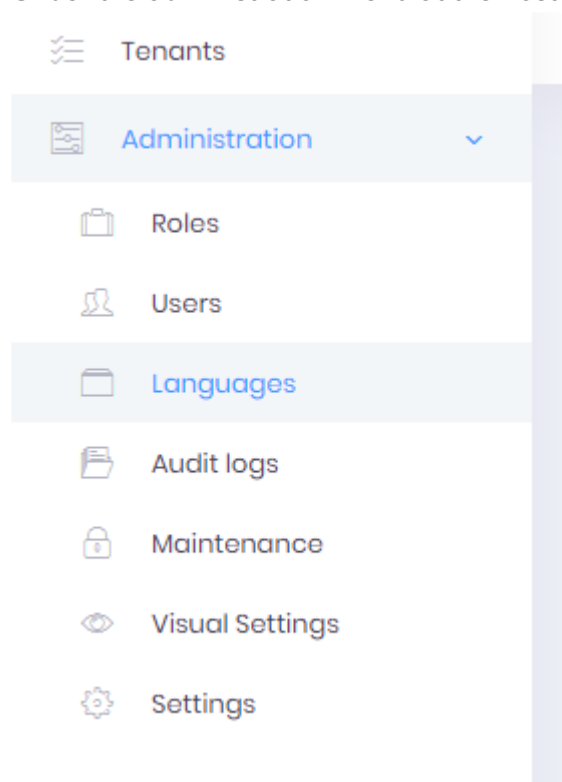 Tenants
Administration
Roles
Users
Languages
Audit logs
Maintenance
Visual Settings
Settings